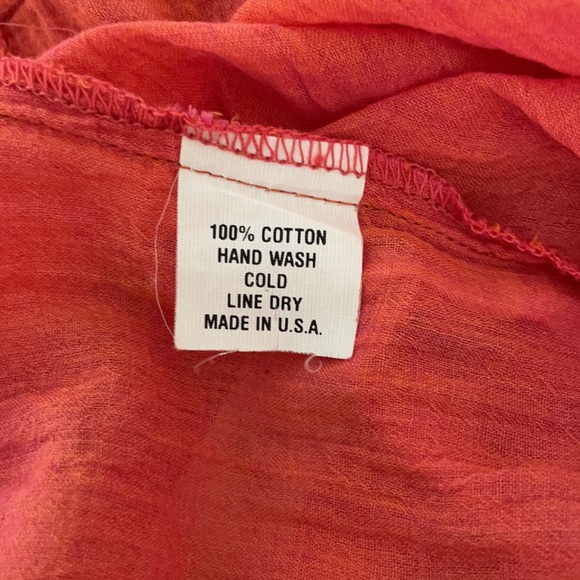 100% COTTON
HAND WASH
COLD
LINE DRY
MADE IN U.S.A.